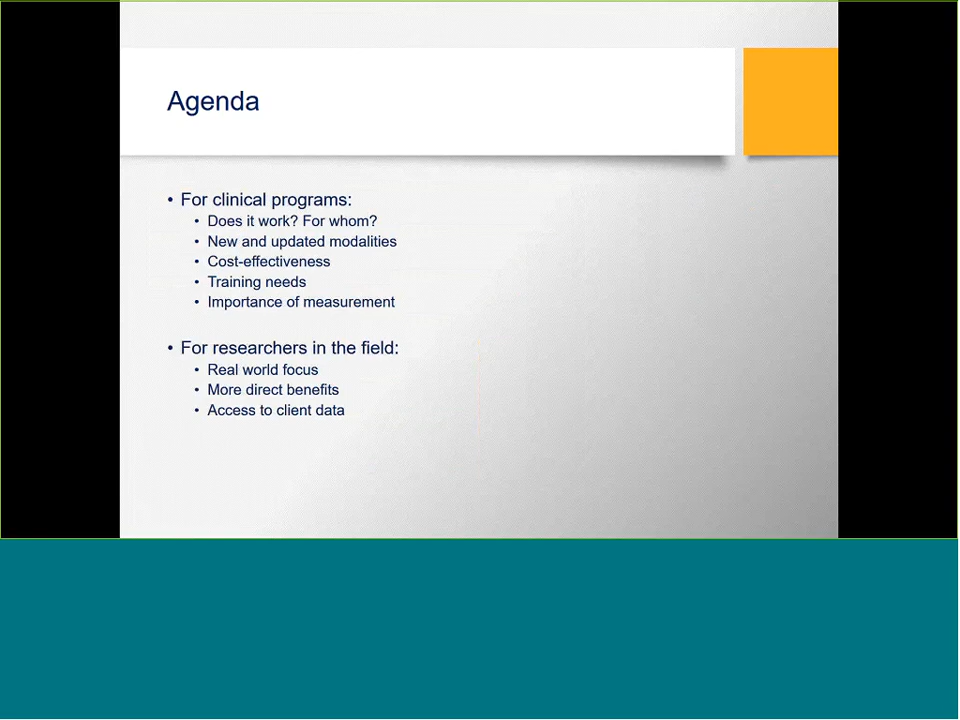 Agenda
• For clinical programs:
• Does it work? For whom?
• New and updated modalities
• Cost-effectiveness
• Training needs
• Importance of measurement
• For researchers in the field:
• Real world focus
• More direct benefits
• Access to client data